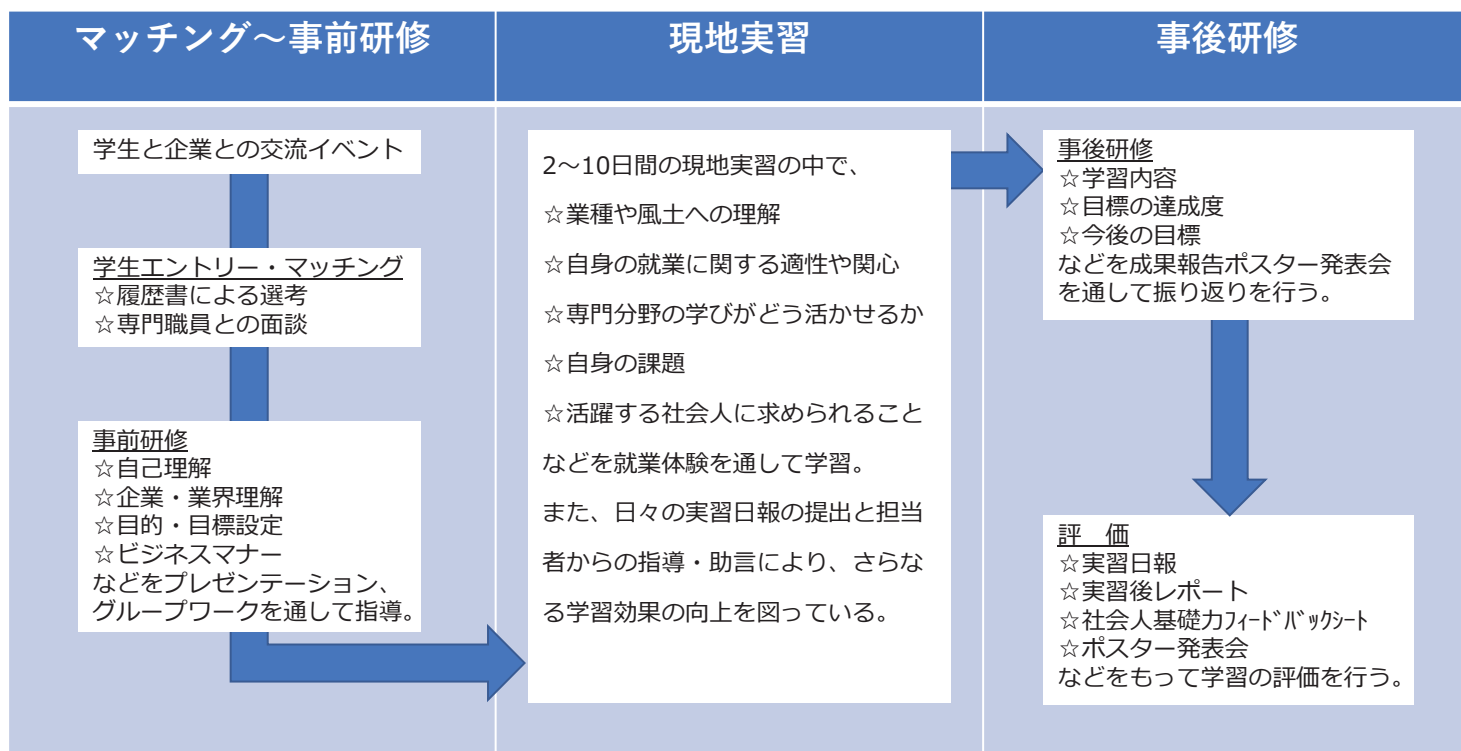 マッチング～事前研修
学生と企業との交流イベント
学生エントリー・マッチング
☆履歴書による選考
☆専門職員との面談
事前研修
☆自己理解
☆企業・業界理解
☆目的・目標設定
☆ビジネスマナー
などをプレゼンテーション、
グループワークを通して指導。
現地実習
2～10日間の現地実習の中で、
☆業種や風土への理解
☆自身の就業に関する適性や関心
☆専門分野の学びがどう活かせるか
☆自身の課題
☆活躍する社会人に求められること
などを就業体験を通して学習。
また、日々の実習日報の提出と担当
者からの指導・助言により、さらな
る学習効果の向上を図っている。
事後研修
事後研修
☆学習内容
☆目標の達成度
☆今後の目標
などを成果報告ポスター発表会
を通して振り返りを行う。
評　価
☆実習日報
☆実習後レポート
☆社会人基礎力ﾌｨｰﾄﾞﾊﾞｯｸｼｰﾄ
☆ポスター発表会
などをもって学習の評価を行う。